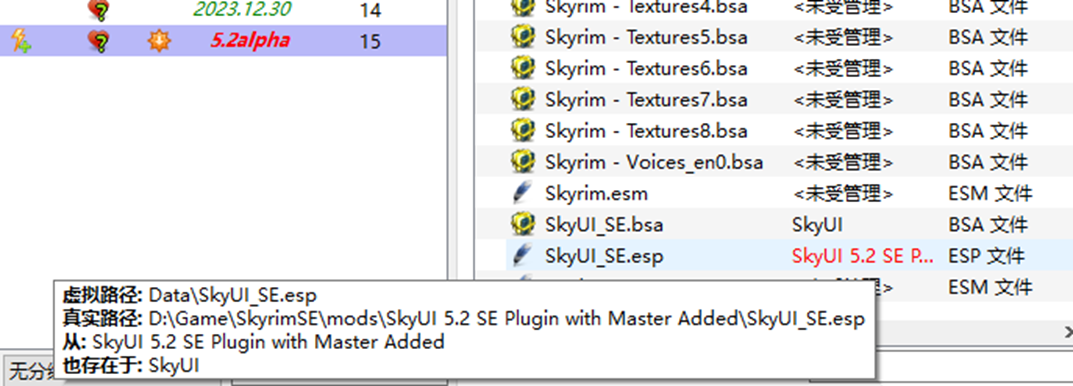 2023.12.30 14
5.2alpha 15
Skyrim - Textures4.bsa <未受管理> BSA 文件
Skyrim - Textures5.bsa <未受管理> BSA 文件
Skyrim - Textures6.bsa <未受管理> BSA 文件
Skyrim - Textures7.bsa <未受管理> BSA 文件
Skyrim - Textures8.bsa <未受管理> BSA 文件
Skyrim - Voices_en0.bsa <未受管理> BSA 文件
Skyrim.esm <未受管理> ESM 文件
SkyUI_SE.bsa SkyUI BSA 文件
SkyUI_SE.esp SkyUI 5.2 SE P... ESP 文件
ESM 文件
虚拟路径: Data\SkyUI_SE.esp
真实路径: D:\Game\SkyrimSE\mods\SkyUI 5.2 SE Plugin with Master Added\SkyUI_SE.esp
从: SkyUI 5.2 SE Plugin with Master Added
也存在于: SkyUI
无分